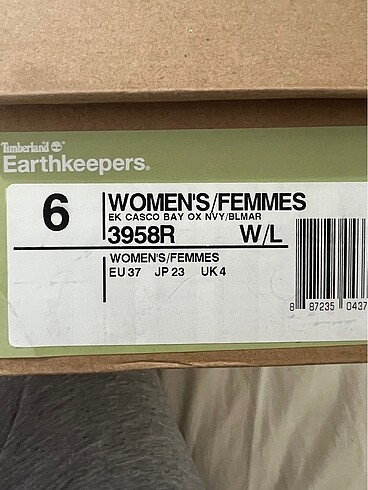 Timberland
Earthkeepers®
6
WOMEN'S/FEMMES
EK CASCO BAY OX NVY/BLMAR
3958R W/L
WOMEN'S/FEMMES
EU 37 JP 23 UK 4
8 87235 0437